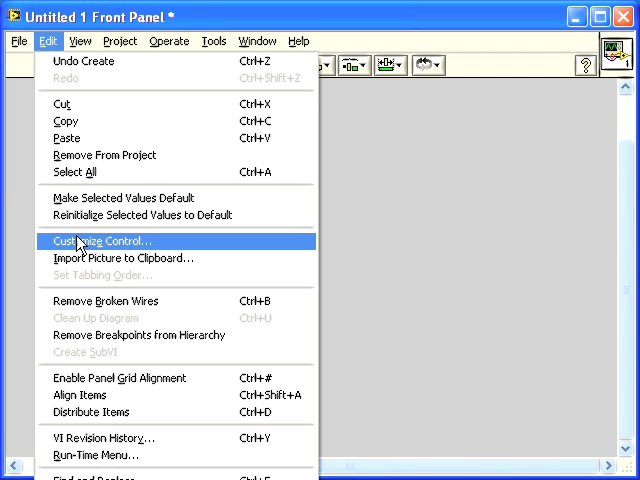 Untitled 1 Front Panel *
File Edit View Project Operate Tools Window Help
Undo Create Ctrl+Z
Redo Ctrl+Shift+Z
Cut Ctrl+X
Copy Ctrl+C
Paste Ctrl+V
Remove From Project
Select All Ctrl+A
Make Selected Values Default
Reinitialize Selected Values to Default
Customize Control...
Import Picture to Clipboard...
Set Tabbing Order...
Remove Broken Wires Ctrl+B
Clean Up Diagram Ctrl+U
Remove Breakpoints from Hierarchy
Create SubVI
Enable Panel Grid Alignment Ctrl+#
Align Items Ctrl+Shift+A
Distribute Items Ctrl+D
VI Revision History... Ctrl+Y
Run-Time Menu...
Find and Replace... Ctrl+F